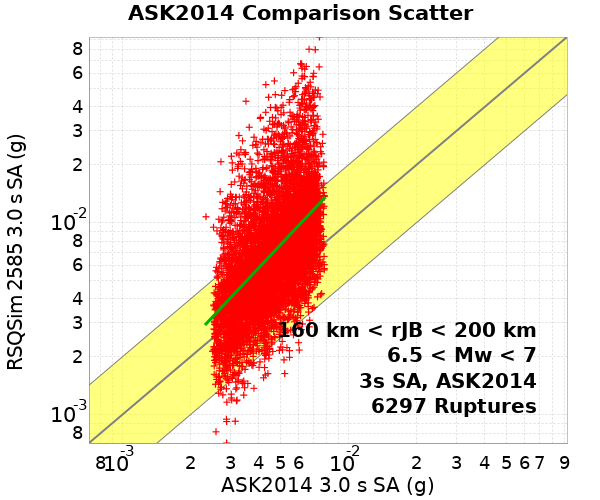 ASK2014 Comparison Scatter
RSQSim 2585 3.0 s SA (g)
8
6
4
3
2
10⁻²
8
6
4
3
2
10⁻³
8
160 km < rJB < 200 km
6.5 < Mw < 7
3s SA, ASK2014
6297 Ruptures
8 10⁻³ 2 3 4 5 6 10⁻² 2 3 4 5 6 7 9
ASK2014 3.0 s SA (g)